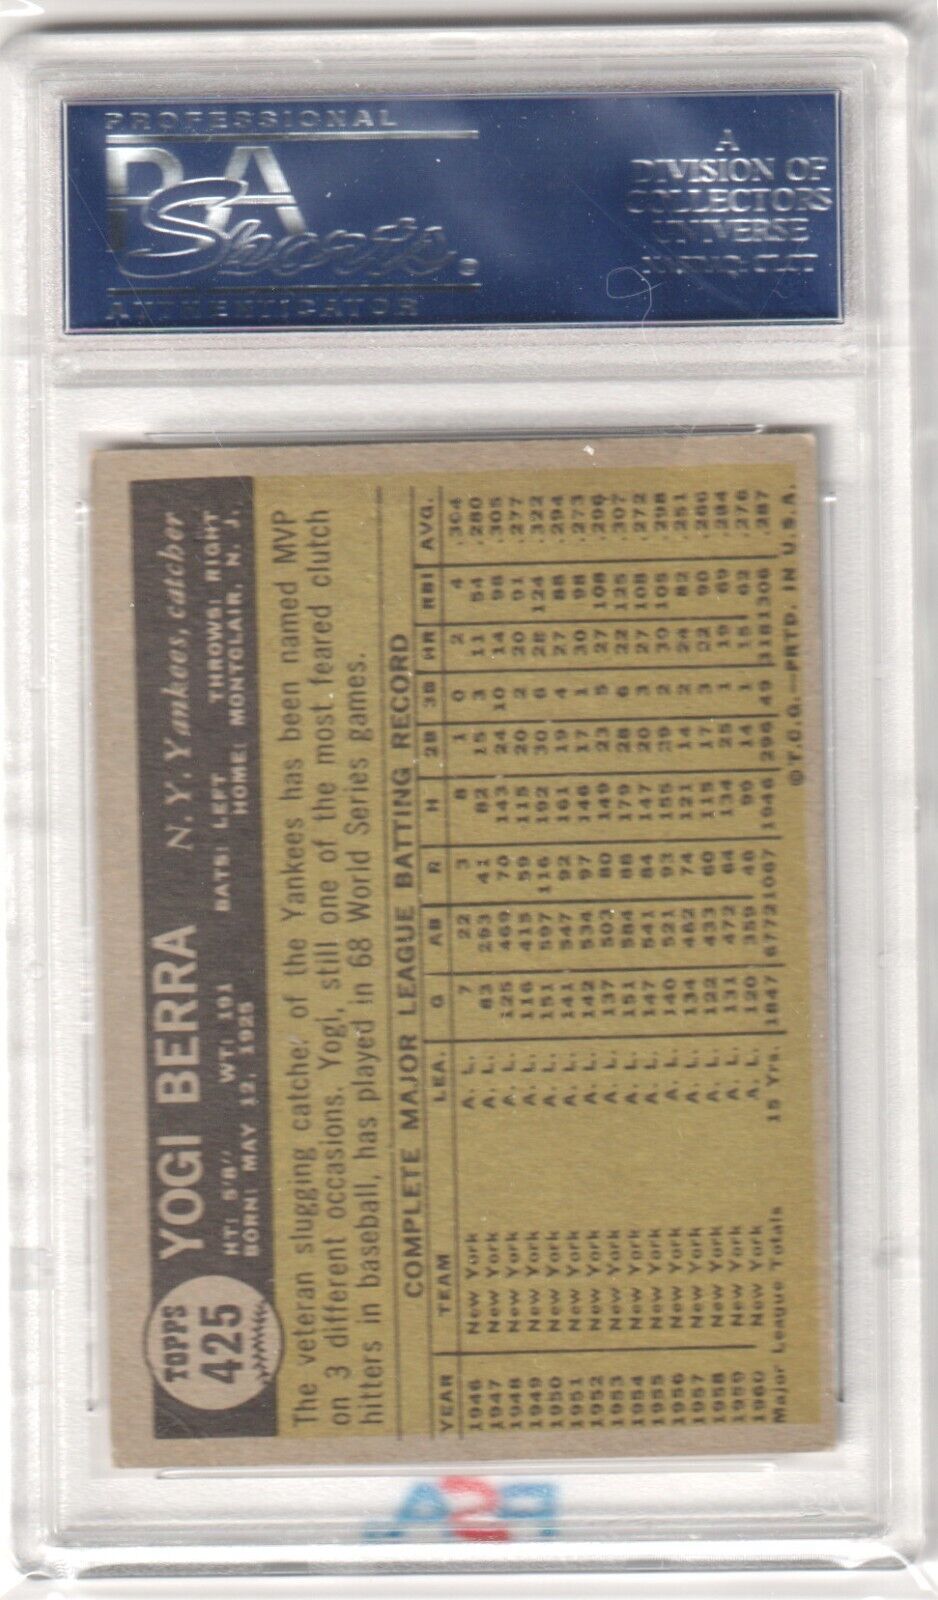 PROFESSIONAL
PSA
Sports
AUTHENTICATOR
A
DIVISION OF
COLLECTORS
UNIVERSE
NASDAQ: CLCT
TOPPS
425
YOGI BERRA N. Y. Yankees, catcher
HT: 5'8" WT: 191 BATS: LEFT THROWS: RIGHT
BORN: MAY 12, 1925 HOME: MONTCLAIR, N. J.
The veteran slugging catcher of the Yankees has been named MVP
on 3 different occasions. Yogi, still one of the most feared clutch
hitters in baseball, has played in 68 World Series games.
COMPLETE MAJOR LEAGUE BATTING RECORD
YEAR TEAM LEA. G AB R H 2B 3B HR RBI AVG.
1946 New York A. L. 7 22 3 8 1 0 2 4 .364
1947 New York A. L. 83 293 41 82 15 3 11 54 .280
1948 New York A. L. 125 469 70 143 24 10 14 98 .305
1949 New York A. L. 116 415 59 115 20 2 20 91 .277
1950 New York A. L. 151 597 116 192 30 6 28 124 .322
1951 New York A. L. 141 547 92 161 19 4 27 88 .294
1952 New York A. L. 142 534 97 146 17 1 30 98 .273
1953 New York A. L. 137 503 80 149 23 5 27 108 .296
1954 New York A. L. 151 584 88 179 28 6 22 125 .307
1955 New York A. L. 147 541 84 147 20 3 27 108 .272
1956 New York A. L. 140 521 93 155 29 2 30 105 .298
1957 New York A. L. 134 482 74 121 14 2 24 82 .251
1958 New York A. L. 122 433 60 115 17 3 22 90 .266
1959 New York A. L. 131 472 64 134 25 1 19 69 .284
1960 New York A. L. 120 359 46 99 14 1 15 62 .276
Major League Totals 15 Yrs. 1847 6772 1067 1946 296 49 318 1306 .287
©T.C.G.—PRTD. IN U.S.A.